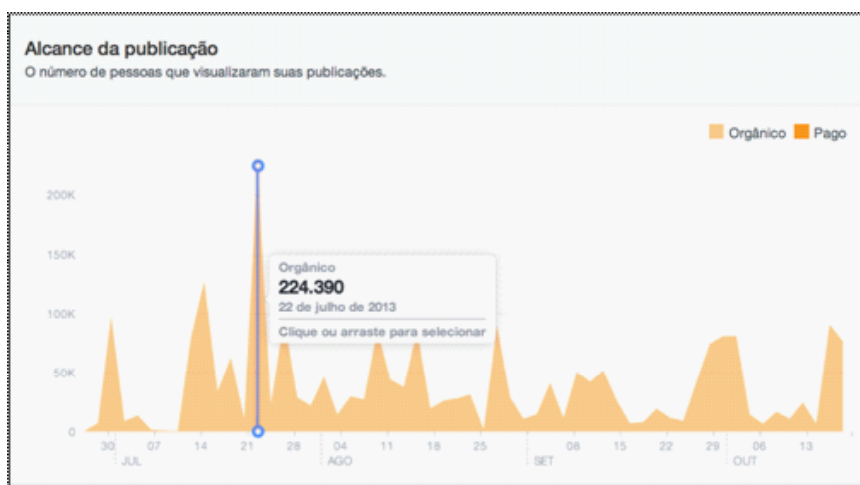 Alcance da publicação
O número de pessoas que visualizaram suas publicações.
Orgânico Pago
200K
150K
Orgânico
224.390
22 de julho de 2013
Clique ou arraste para selecionar
100K
50K
0
30 07 14 21 28 04 11 18 25 08 15 22 29 06 13
JUL AGO SET OUT